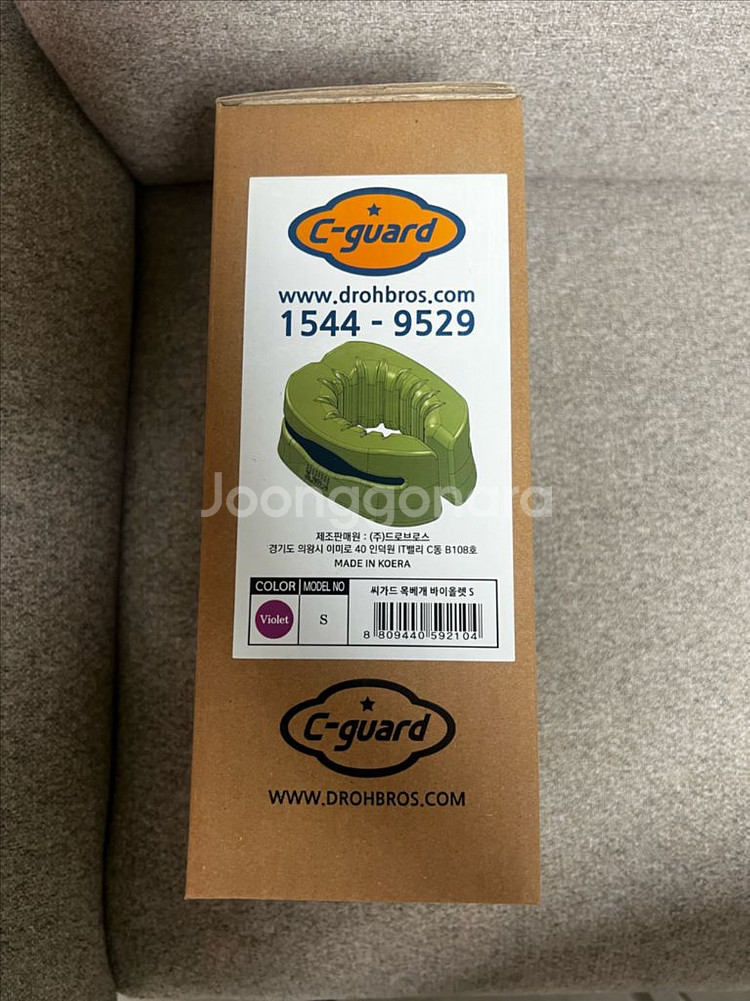 C-guard
www.drohbros.com
1544 - 9529
Joonggonara
제조판매원 : (주)드로브로스
경기도 의왕시 이미로 40 인덕원 IT밸리 C동 B108호
MADE IN KOERA
COLOR MODEL NO 씨가드 목베개 바이올렛 S
Violet S
8 809440 592104
C-guard
WWW.DROHBROS.COM